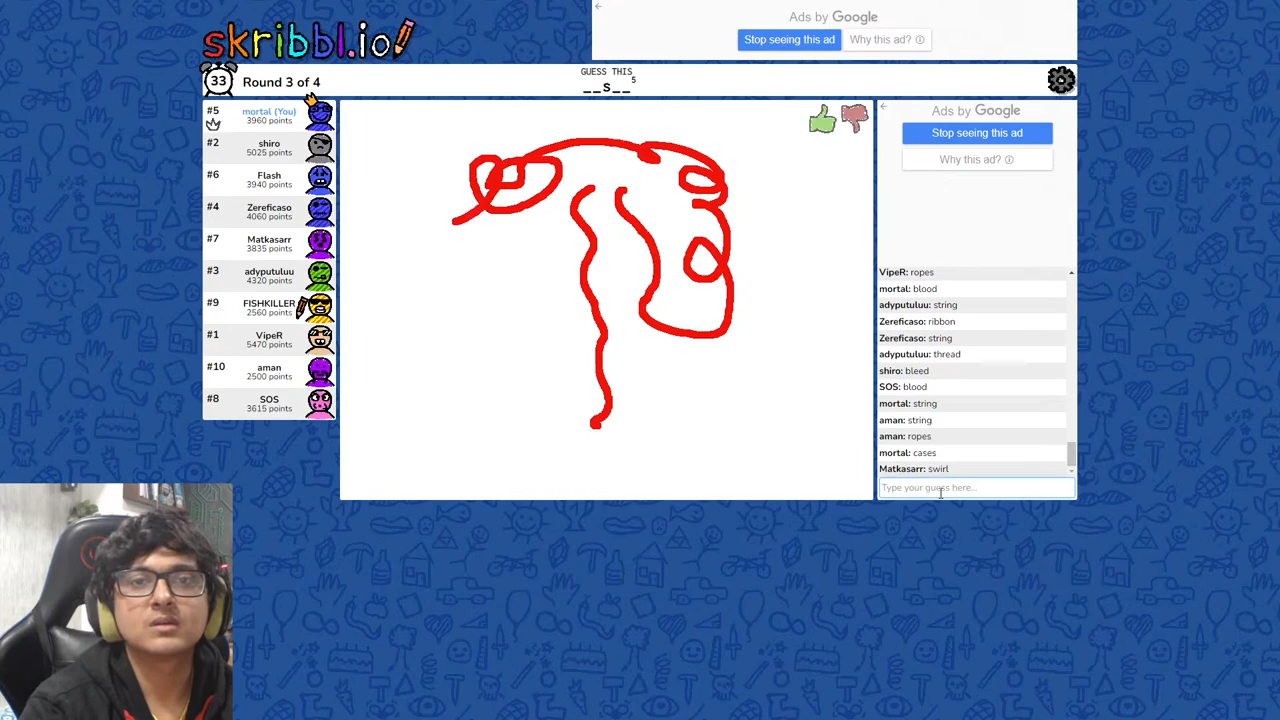 Ads by Google
Stop seeing this ad
Why this ad?
skribbl.io
33
Round 3 of 4
GUESS THIS
__s__ 5
#5
mortal (You)
3960 points
#2
shiro
5025 points
#6
Flash
3940 points
#4
Zereficaso
4060 points
#7
Matkasarr
3835 points
#3
adyputuluu
4320 points
#9
FISHKILLER
2560 points
#1
VipeR
5470 points
#10
aman
2500 points
#8
SOS
3615 points
Ads by Google
Stop seeing this ad
Why this ad?
VipeR: ropes
mortal: blood
adyputuluu: string
Zereficaso: ribbon
Zereficaso: string
adyputuluu: thread
shiro: bleed
SOS: blood
mortal: string
aman: string
aman: ropes
mortal: cases
Matkasarr: swirl
Type your guess here...